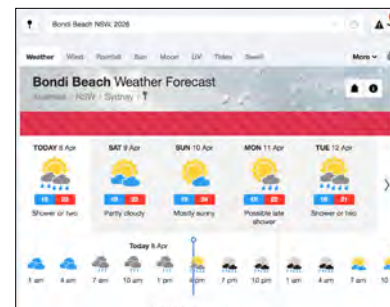 Bondi Beach NSW, 2026
Weather Wind Rainfall Sun Moon UV Tides Swell More
Bondi Beach Weather Forecast
Australia / NSW / Sydney /
TODAY 8 Apr SAT 9 Apr SUN 10 Apr MON 11 Apr TUE 12 Apr
Shower or two Partly cloudy Mostly sunny Possible late shower Shower or two
Today 8 Apr
1 am 4 am 7 am 10 am 1 pm 4 pm 7 pm 10 pm 1 am 4 am 7 am